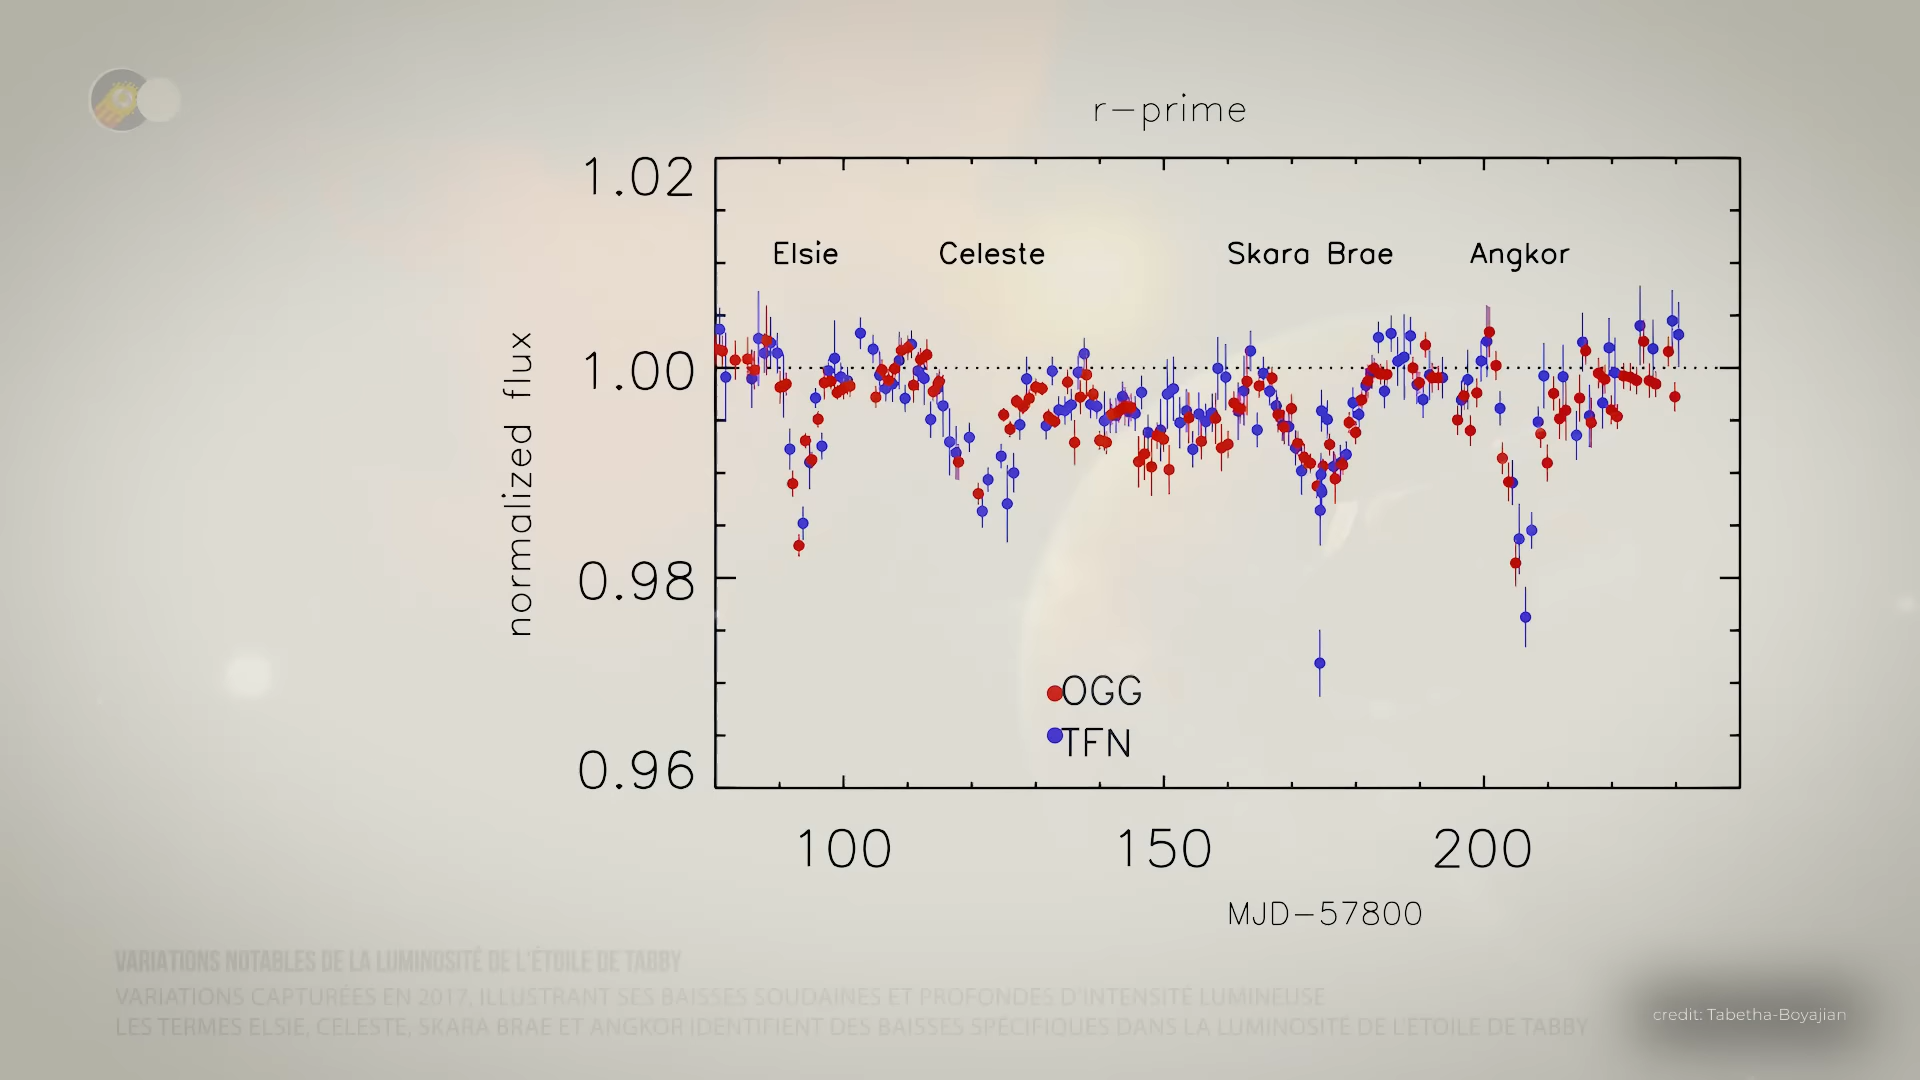 r-prime
1.02
Elsie Celeste Skara Brae Angkor
1.00
normalized flux
0.98
OGG
TFN
0.96
100 150 200
MJD-57800
VARIATIONS NOTABLES DE LA LUMINOSITÉ DE L'ÉTOILE DE TABBY
VARIATIONS CAPTURÉES EN 2017, ILLUSTRANT SES BAISSES SOUDAINES ET PROFONDES D'INTENSITÉ LUMINEUSE
LES TERMES ELSIE, CELESTE, SKARA BRAE ET ANGKOR IDENTIFIENT DES BAISSES SPÉCIFIQUES DANS LA LUMINOSITÉ DE L'ÉTOILE DE TABBY
credit: Tabetha-Boyajian